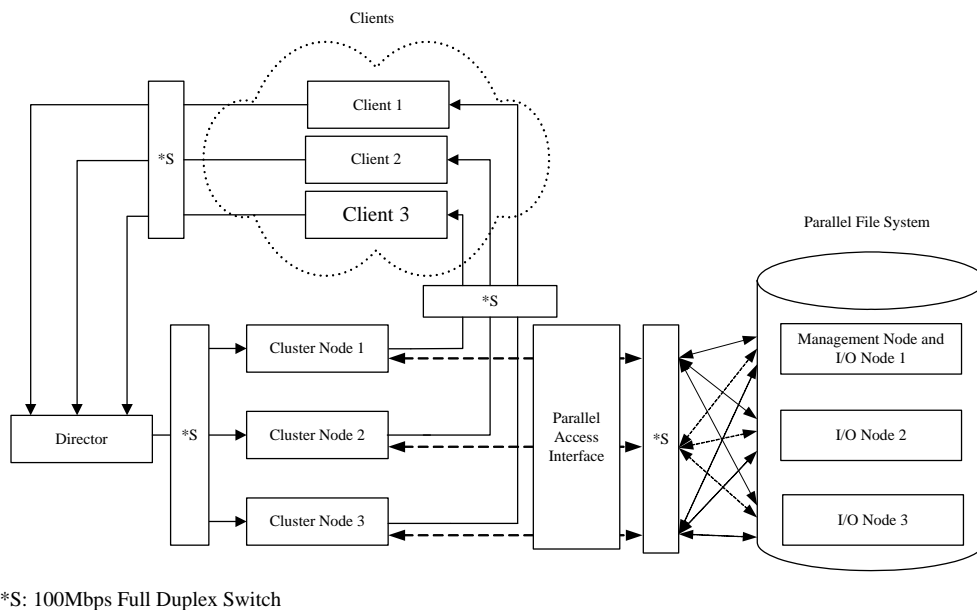 Clients
Client 1
*S
Client 2
Client 3
Parallel File System
*S
Cluster Node 1
Management Node and
I/O Node 1
Director
*S
Cluster Node 2
Parallel
Access
Interface
*S
I/O Node 2
Cluster Node 3
I/O Node 3
*S: 100Mbps Full Duplex Switch